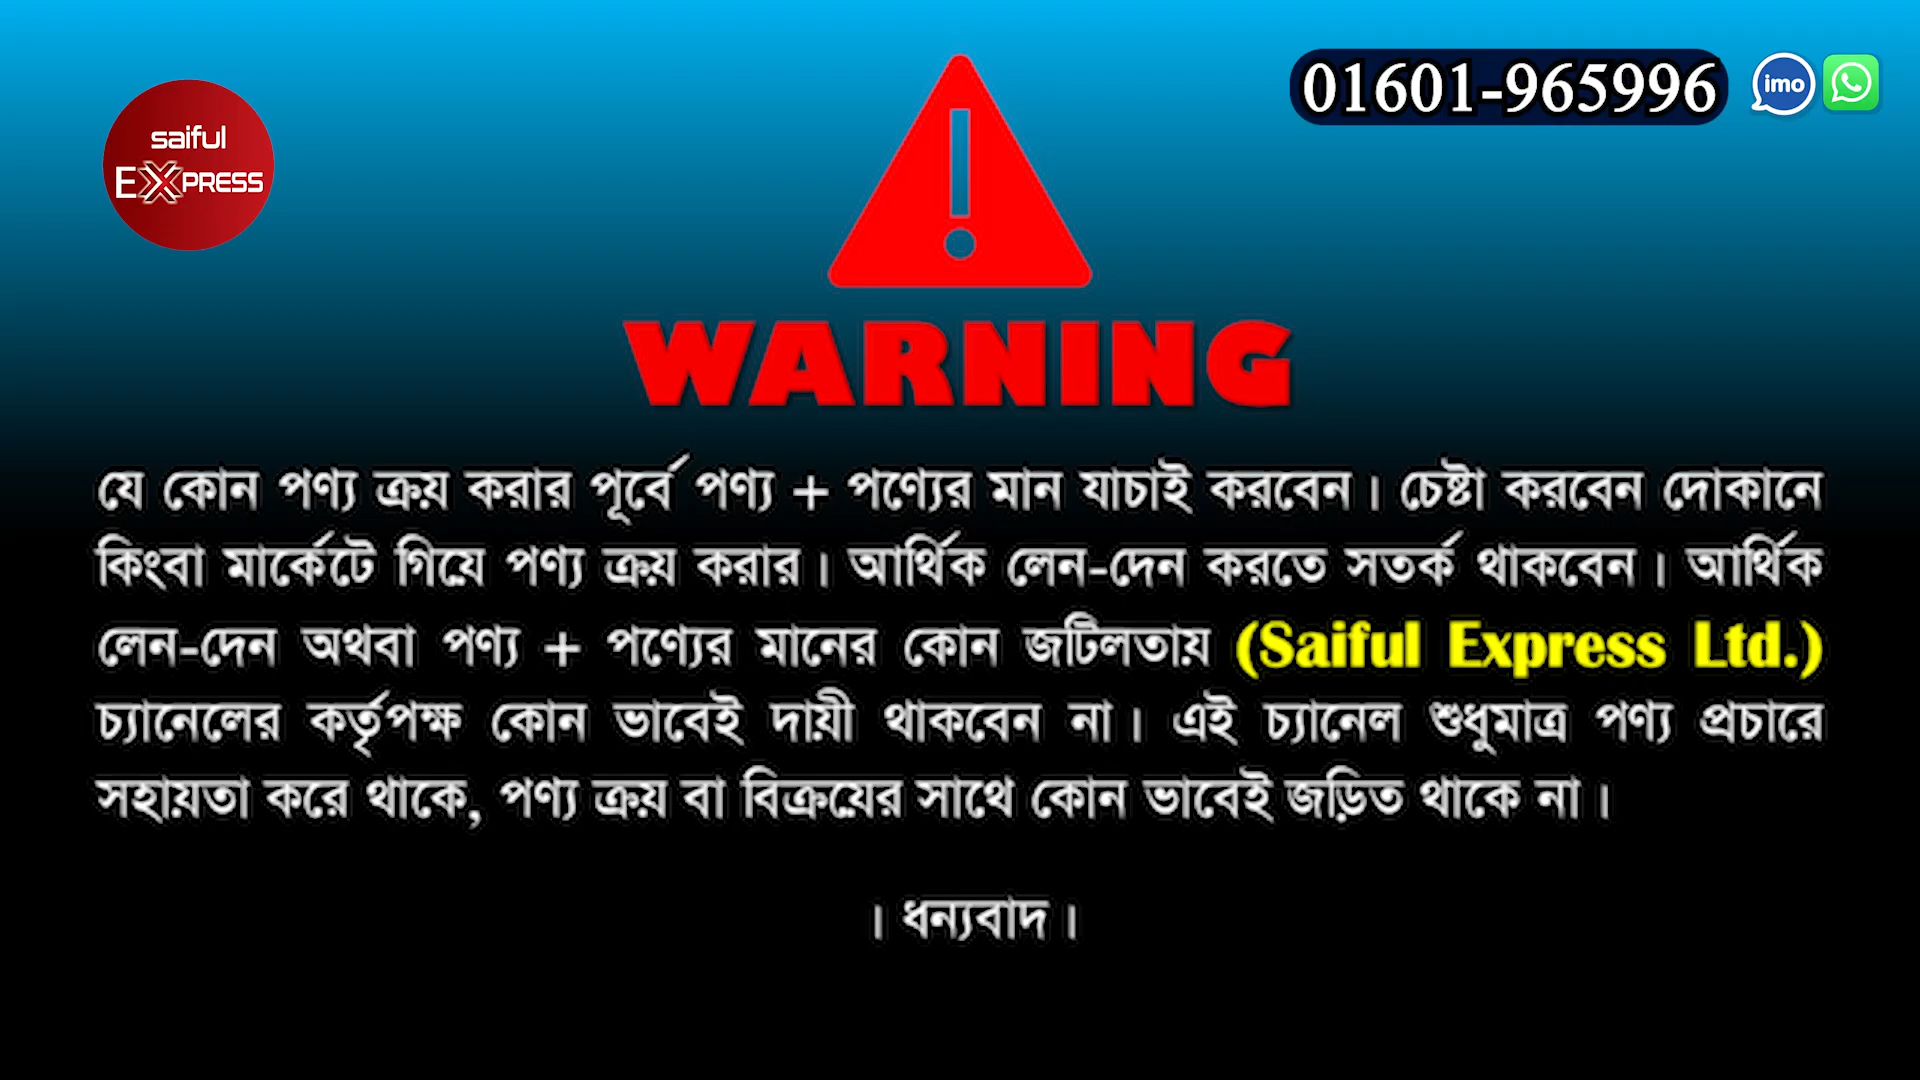 saiful
EXPRESS
01601-965996
imo
WARNING
যে কোন পণ্য ক্রয় করার পূর্বে পণ্য + পণ্যের মান যাচাই করবেন। চেষ্টা করবেন দোকানে
কিংবা মার্কেটে গিয়ে পণ্য ক্রয় করার। আর্থিক লেন-দেন করতে সতর্ক থাকবেন। আর্থিক
লেন-দেন অথবা পণ্য + পণ্যের মানের কোন জটিলতায় (Saiful Express Ltd.)
চ্যানেলের কর্তৃপক্ষ কোন ভাবেই দায়ী থাকবেন না। এই চ্যানেল শুধুমাত্র পণ্য প্রচারে
সহায়তা করে থাকে, পণ্য ক্রয় বা বিক্রয়ের সাথে কোন ভাবেই জড়িত থাকে না।
। ধন্যবাদ।